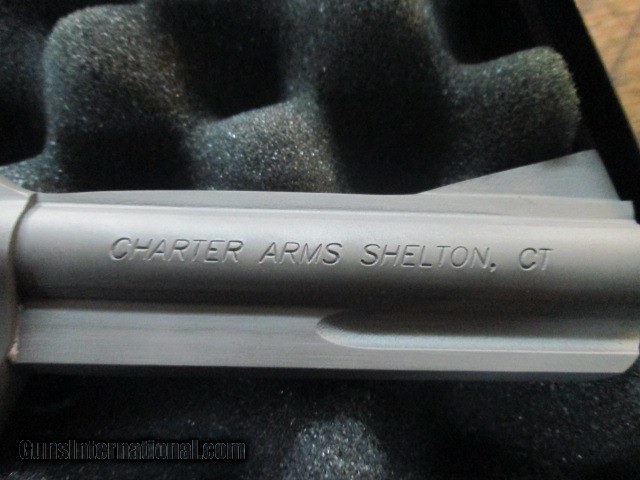 CHARTER ARMS SHELTON, CT
GunsInternational.com